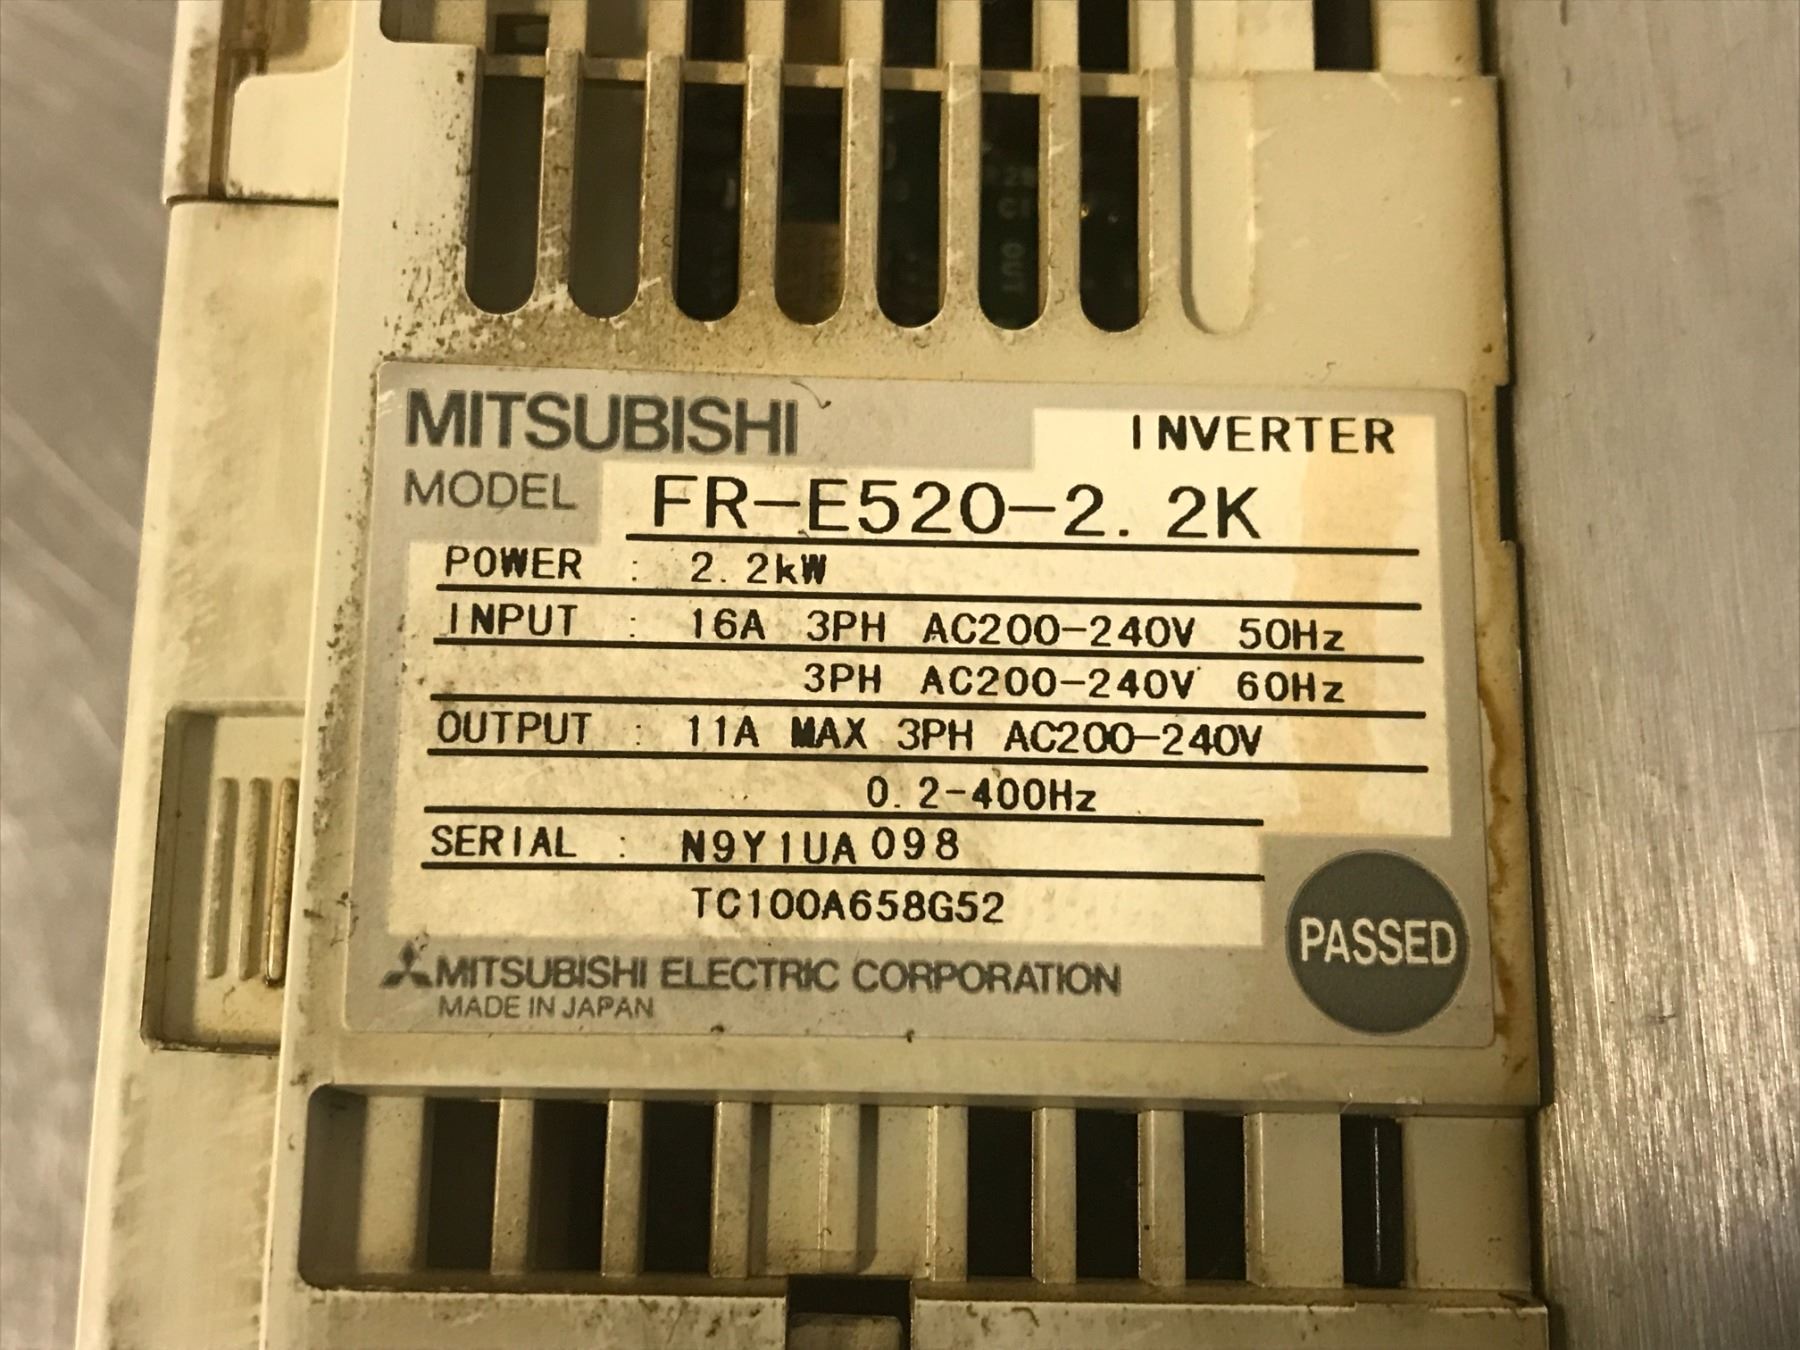 MITSUBISHI INVERTER
MODEL FR-E520-2.2K
POWER : 2.2kW
INPUT : 16A 3PH AC200-240V 50Hz
3PH AC200-240V 60Hz
OUTPUT : 11A MAX 3PH AC200-240V
0.2-400Hz
SERIAL : N9Y1UA098
TC100A658G52
PASSED
MITSUBISHI ELECTRIC CORPORATION
MADE IN JAPAN